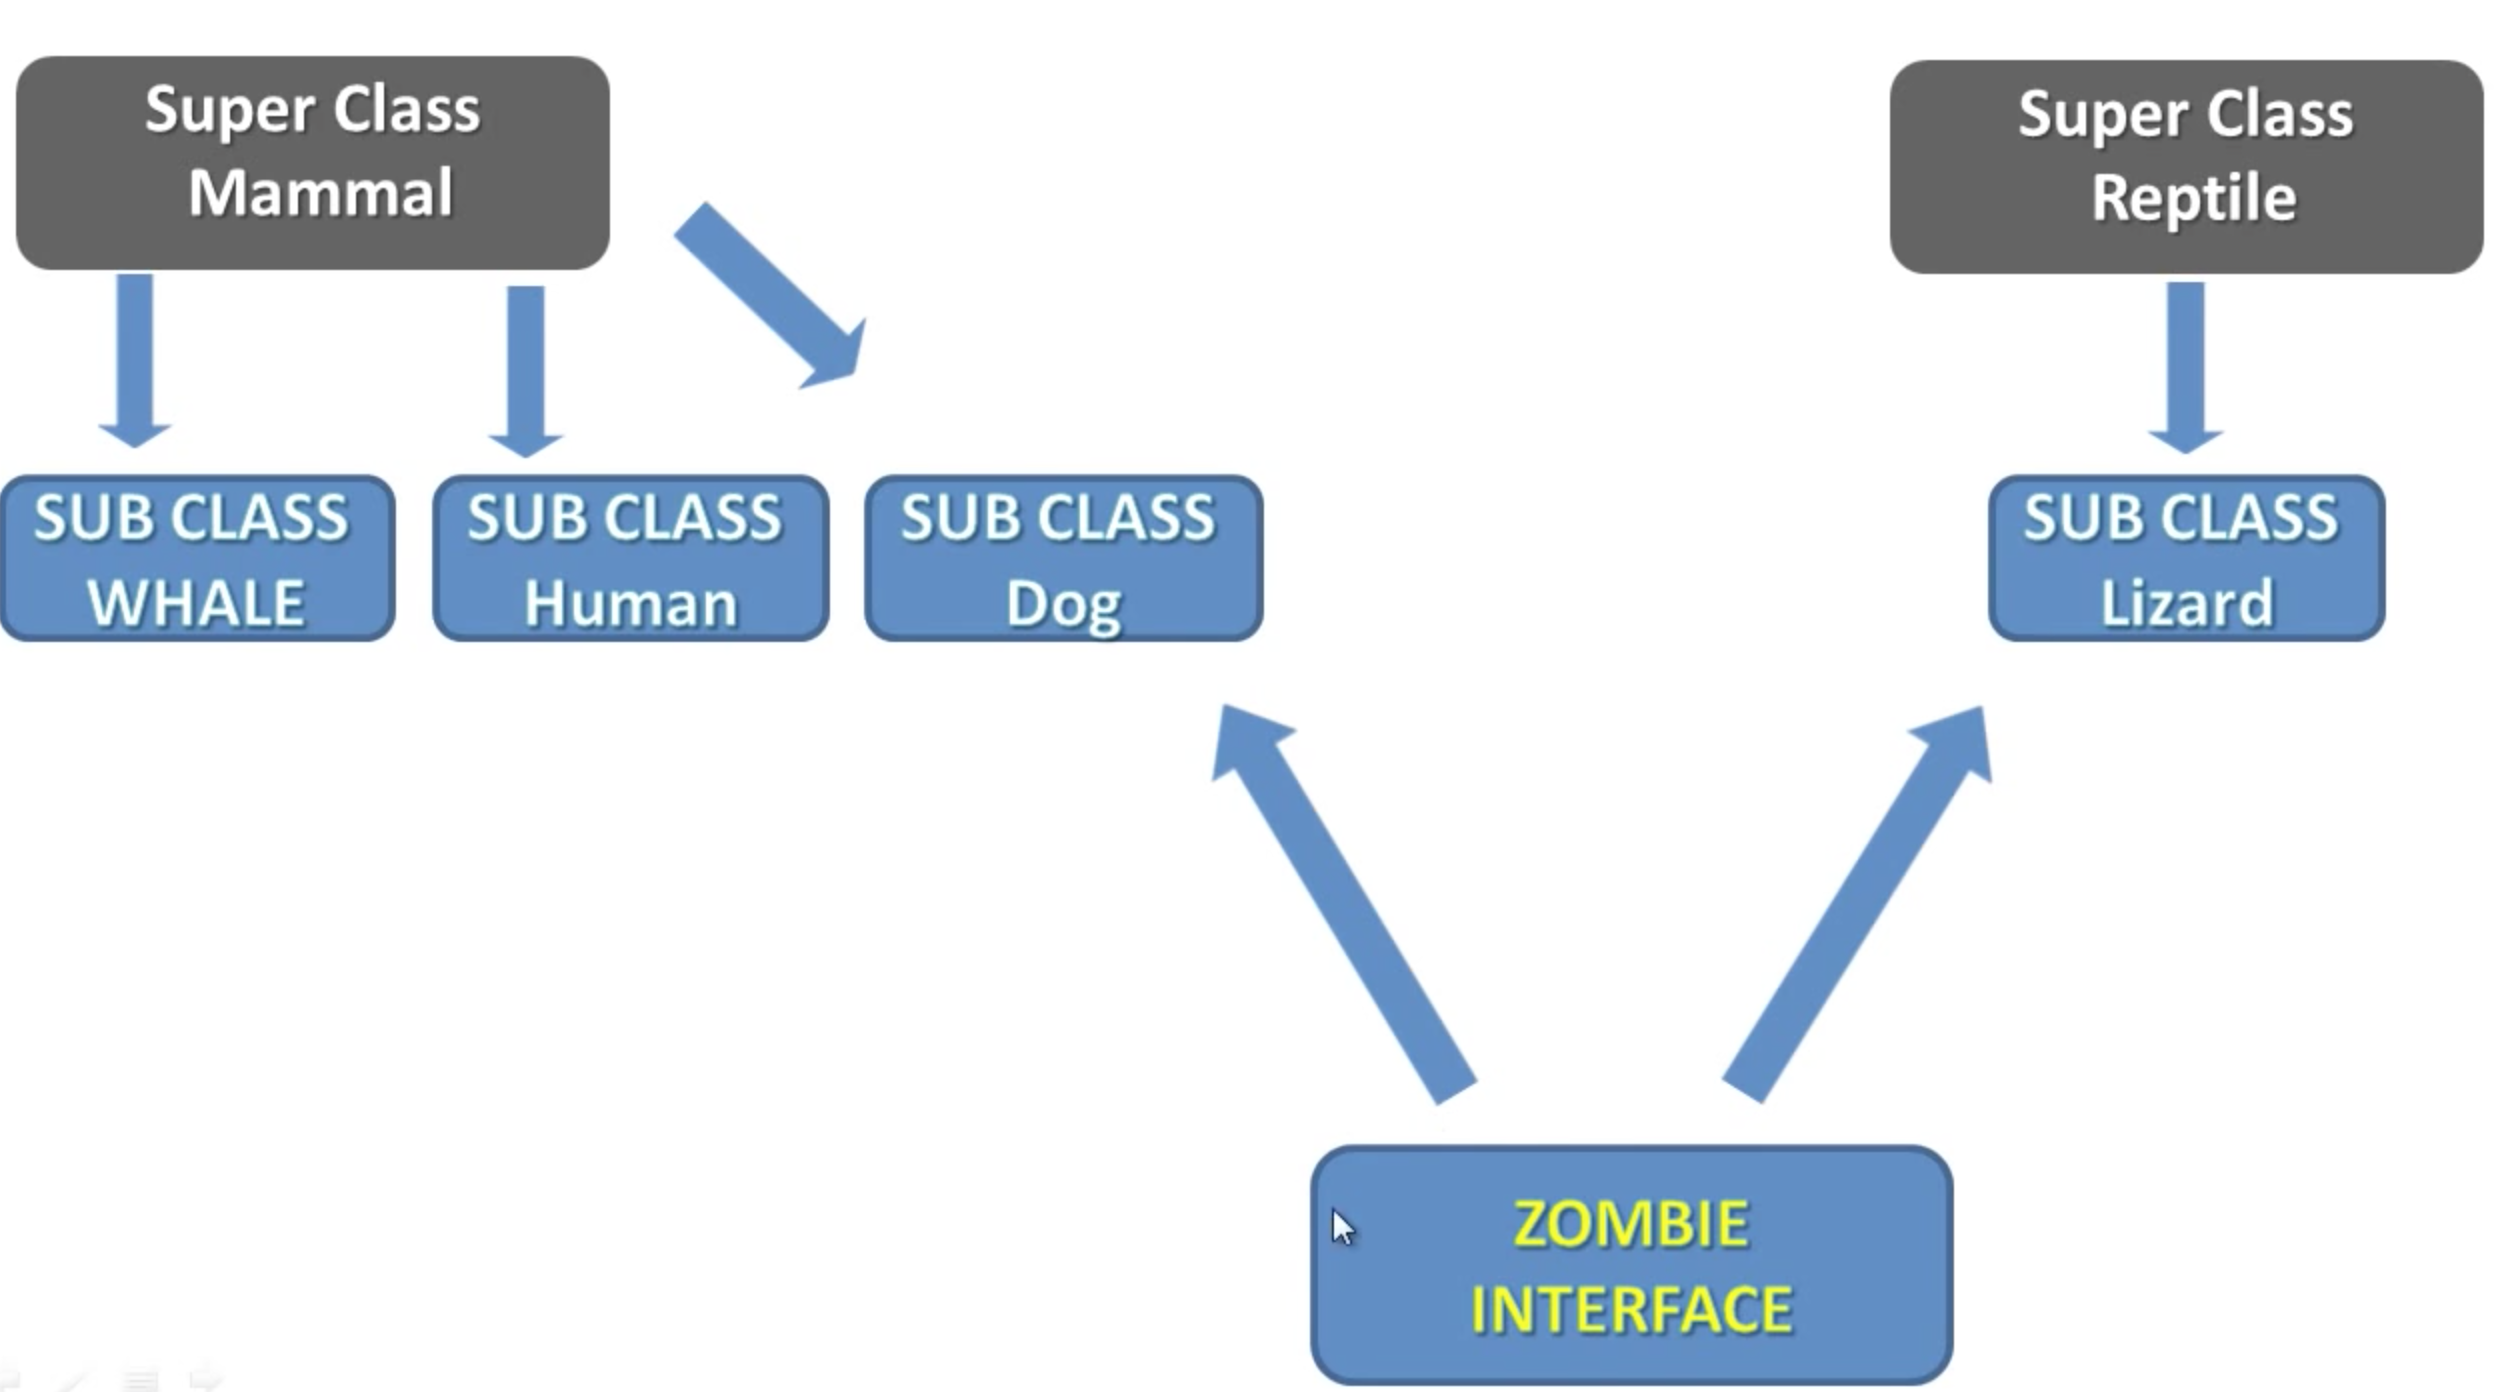 Super Class
Mammal
Super Class
Reptile
SUB CLASS
WHALE
SUB CLASS
Human
SUB CLASS
Dog
SUB CLASS
Lizard
ZOMBIE
INTERFACE